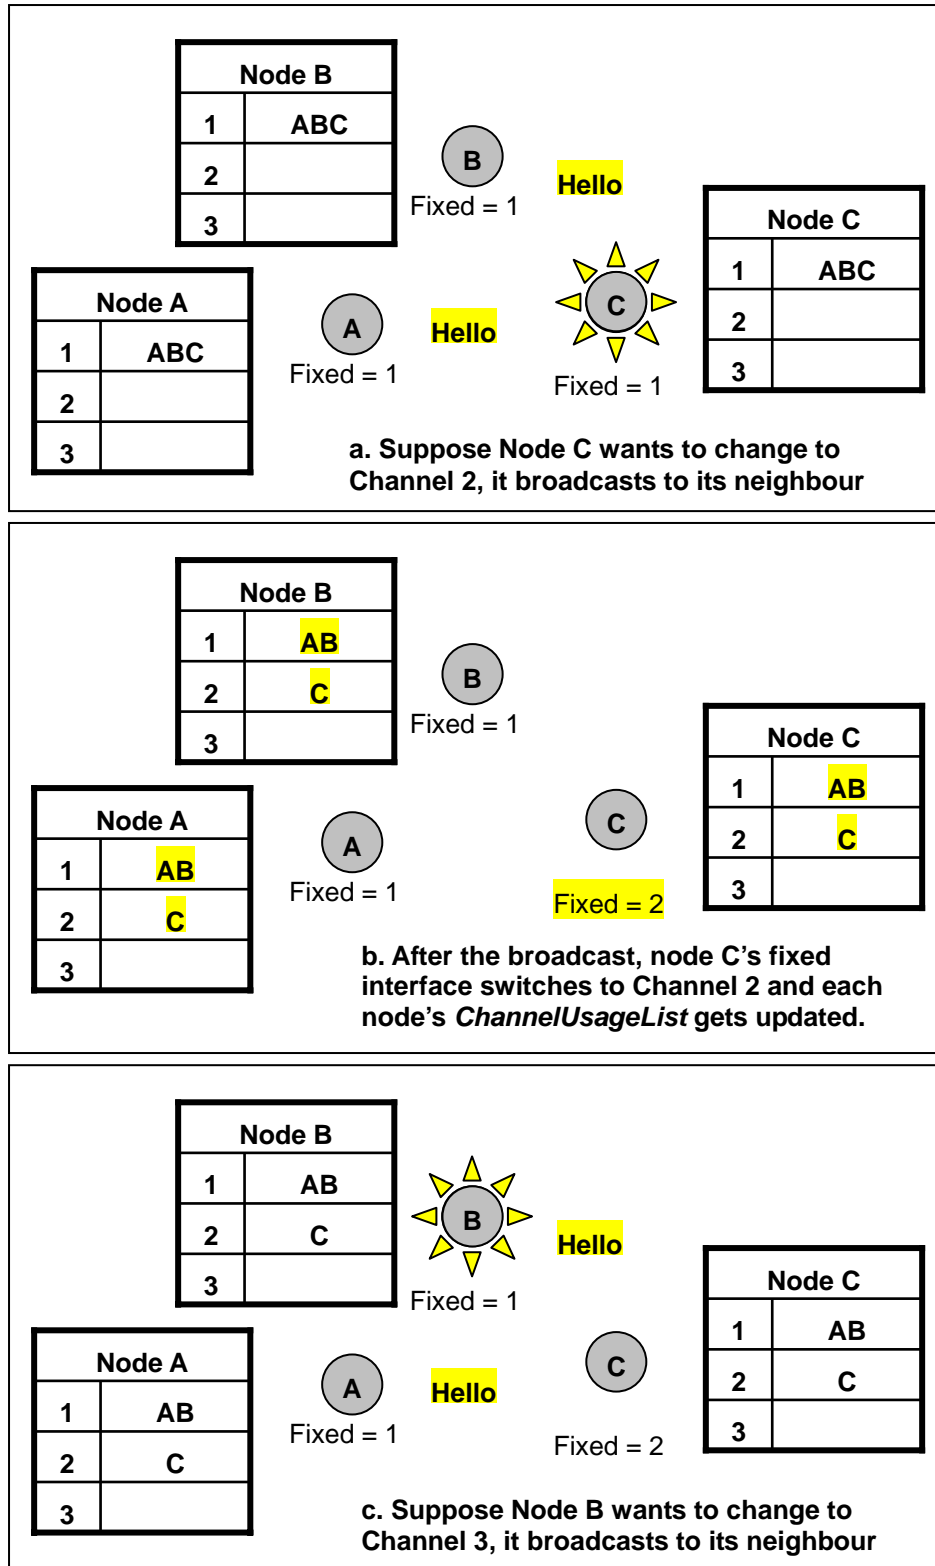 Node B
1 ABC
2
3
B
Fixed = 1
Hello
Node C
1 ABC
2
3
C
Fixed = 1
Node A
1 ABC
2
3
A
Fixed = 1
Hello
a. Suppose Node C wants to change to
Channel 2, it broadcasts to its neighbour
Node B
1 AB
2 C
3
B
Fixed = 1
Node C
1 AB
2 C
3
C
Fixed = 2
Node A
1 AB
2 C
3
A
Fixed = 1
b. After the broadcast, node C’s fixed
interface switches to Channel 2 and each
node’s ChannelUsageList gets updated.
Node B
1 AB
2 C
3
B
Fixed = 1
Hello
Node C
1 AB
2 C
3
C
Fixed = 2
Node A
1 AB
2 C
3
A
Fixed = 1
Hello
c. Suppose Node B wants to change to
Channel 3, it broadcasts to its neighbour